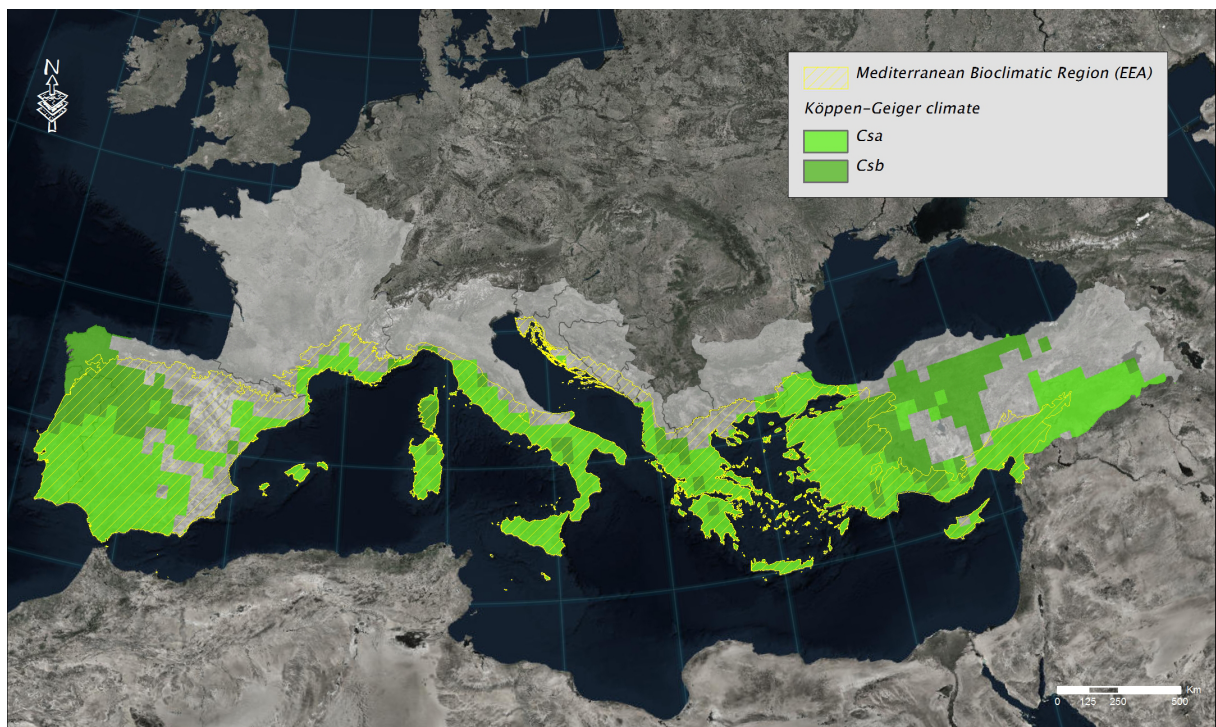 N
Mediterranean Bioclimatic Region (EEA)
Köppen-Geiger climate
Csa
Csb
Km
0 125 250 500